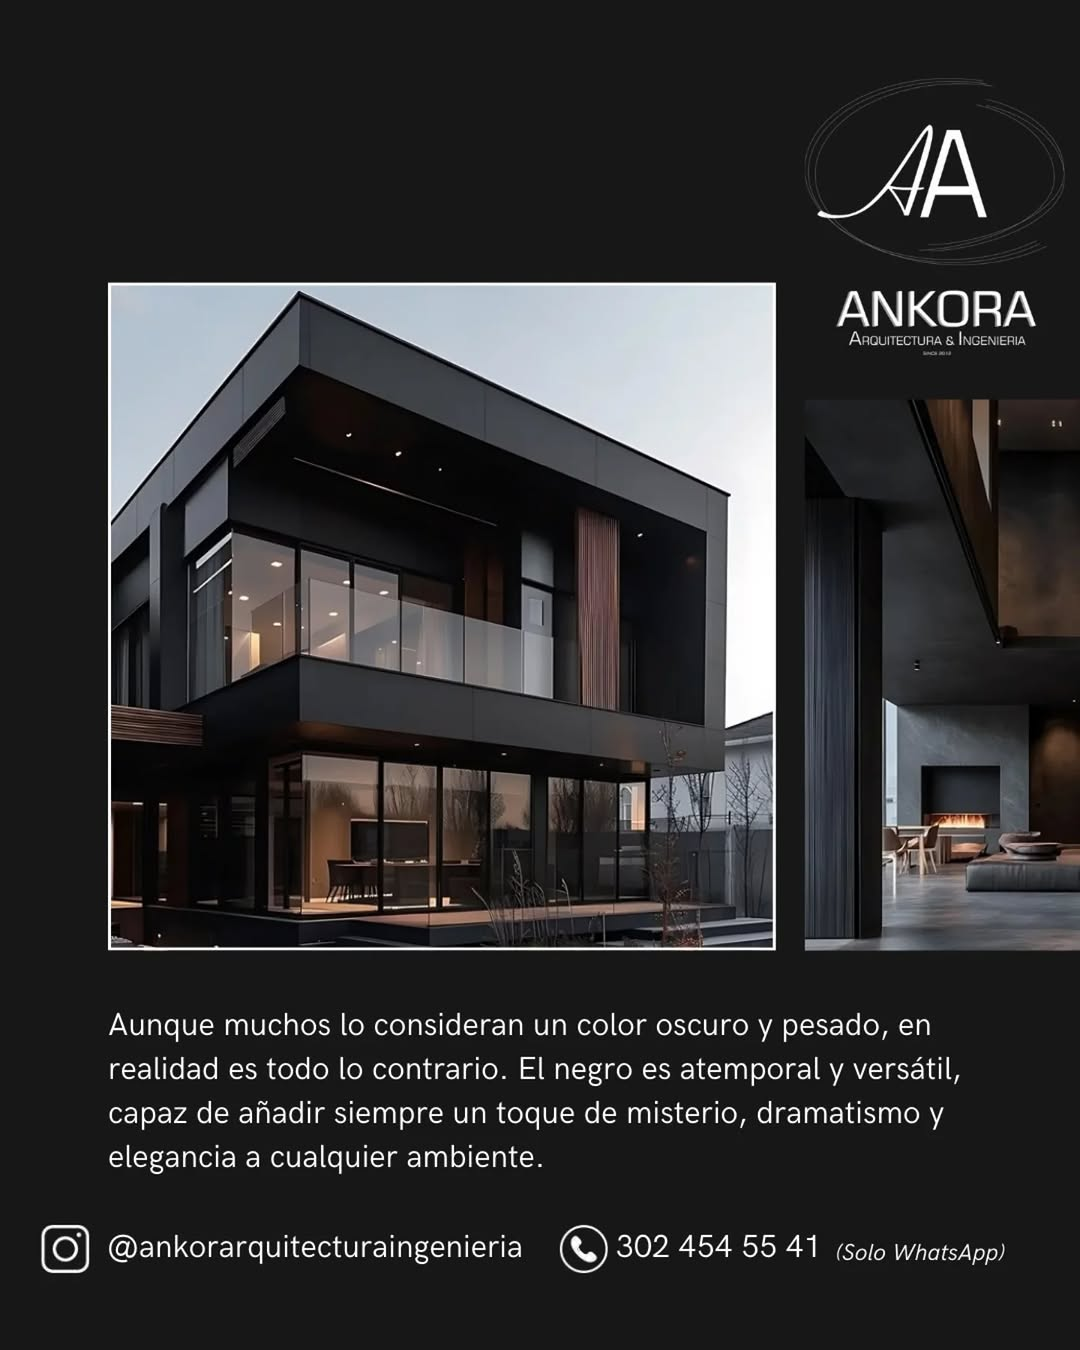 AA
ANKORA
ARQUITECTURA & INGENIERIA
SINCE 2012
Aunque muchos lo consideran un color oscuro y pesado, en
realidad es todo lo contrario. El negro es atemporal y versátil,
capaz de añadir siempre un toque de misterio, dramatismo y
elegancia a cualquier ambiente.
@ankorarquitecturaingenieria
302 454 55 41 (Solo WhatsApp)